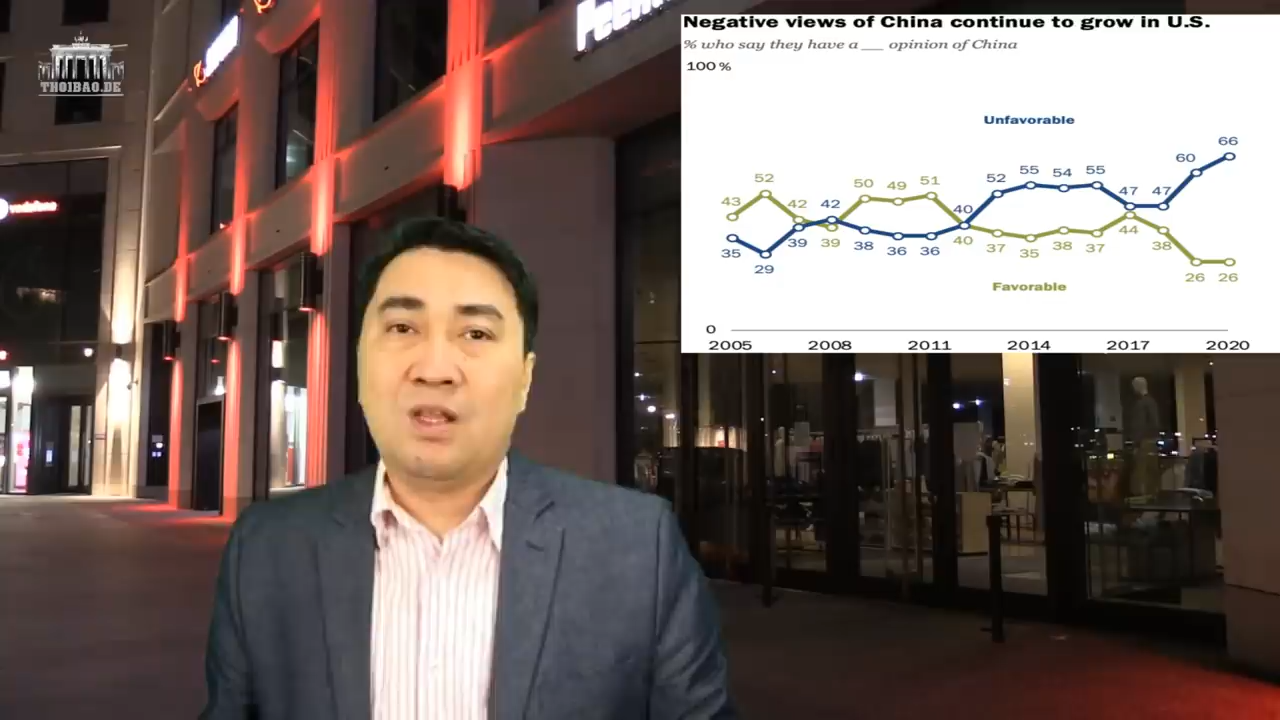 THOIBAO.DE
vodafone
Negative views of China continue to grow in U.S.
% who say they have a __ opinion of China
100 %
Unfavorable
66
60
52 55 54 55
47 47
52
50 49 51
43
42 42
40
39 39
38 36 36
40
37 35 38 37
44
38
35
29
26 26
Favorable
0
2005 2008 2011 2014 2017 2020